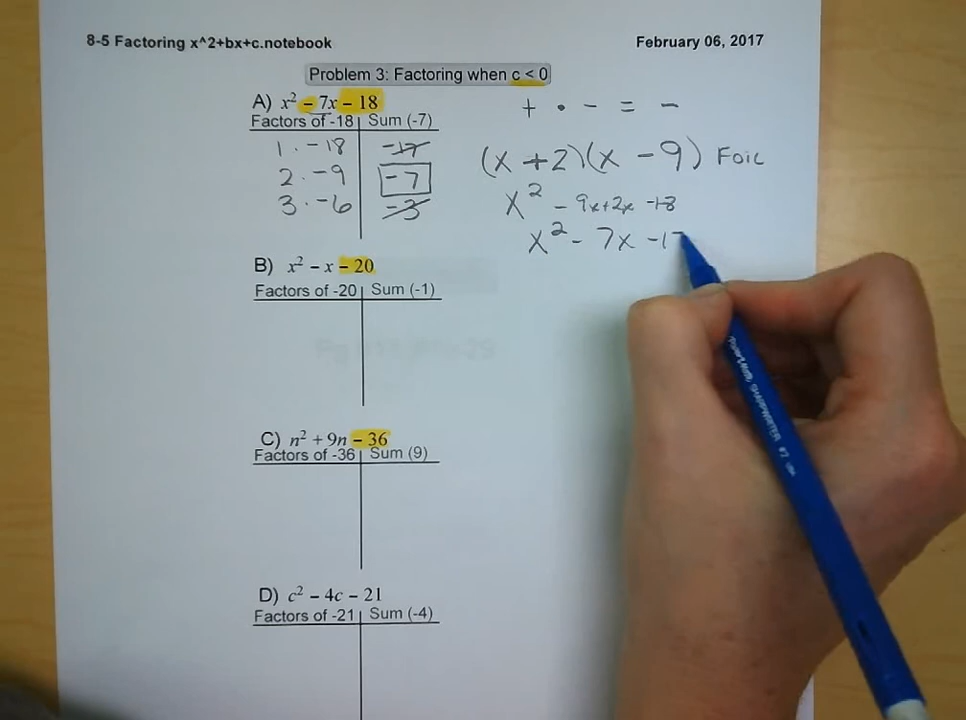 8-5 Factoring x^2+bx+c.notebook February 06, 2017
Problem 3: Factoring when c < 0
A) x² – 7x – 18
+ • – = –
Factors of -18 Sum (-7)
1 · -18 -17
(x + 2)(x - 9) FOIL
2 · -9 -7
3 · -6 -3
x² - 9x+2x -18
x² - 7x -1
B) x² – x – 20
Factors of -20 Sum (-1)
C) n² + 9n – 36
Factors of -36 Sum (9)
D) c² – 4c – 21
Factors of -21 Sum (-4)